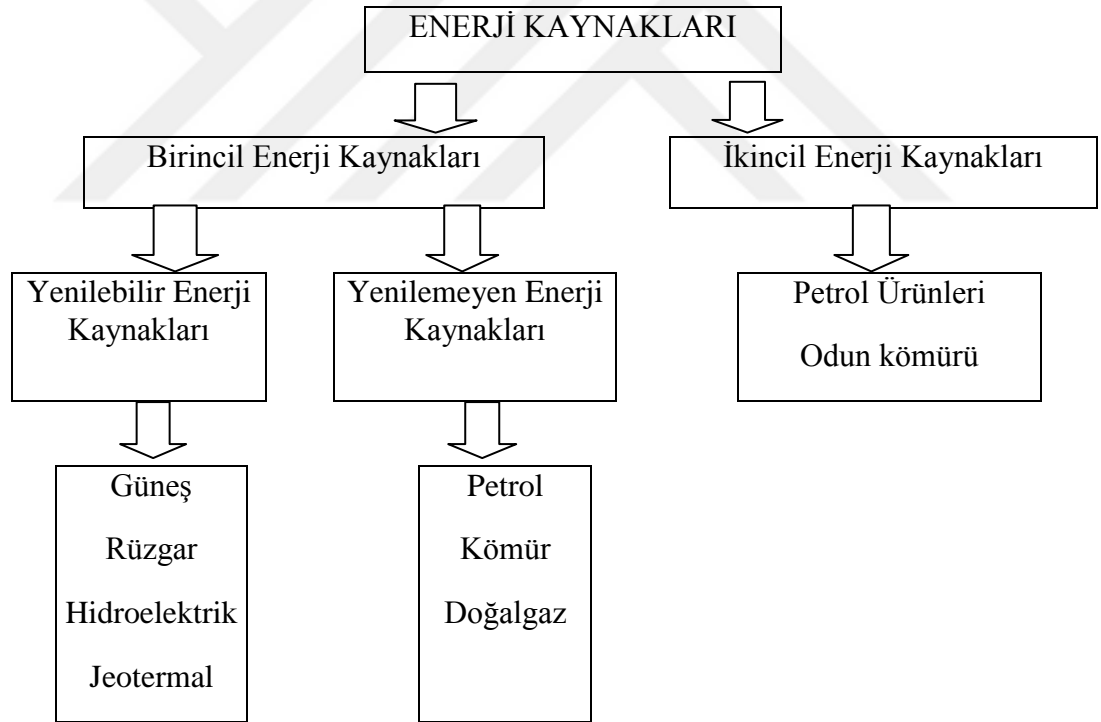 ENERJİ KAYNAKLARI
Birincil Enerji Kaynakları
İkincil Enerji Kaynakları
Yenilebilir Enerji
Kaynakları
Yenilemeyen Enerji
Kaynakları
Petrol Ürünleri
Odun kömürü
Güneş
Rüzgar
Hidroelektrik
Jeotermal
Petrol
Kömür
Doğalgaz